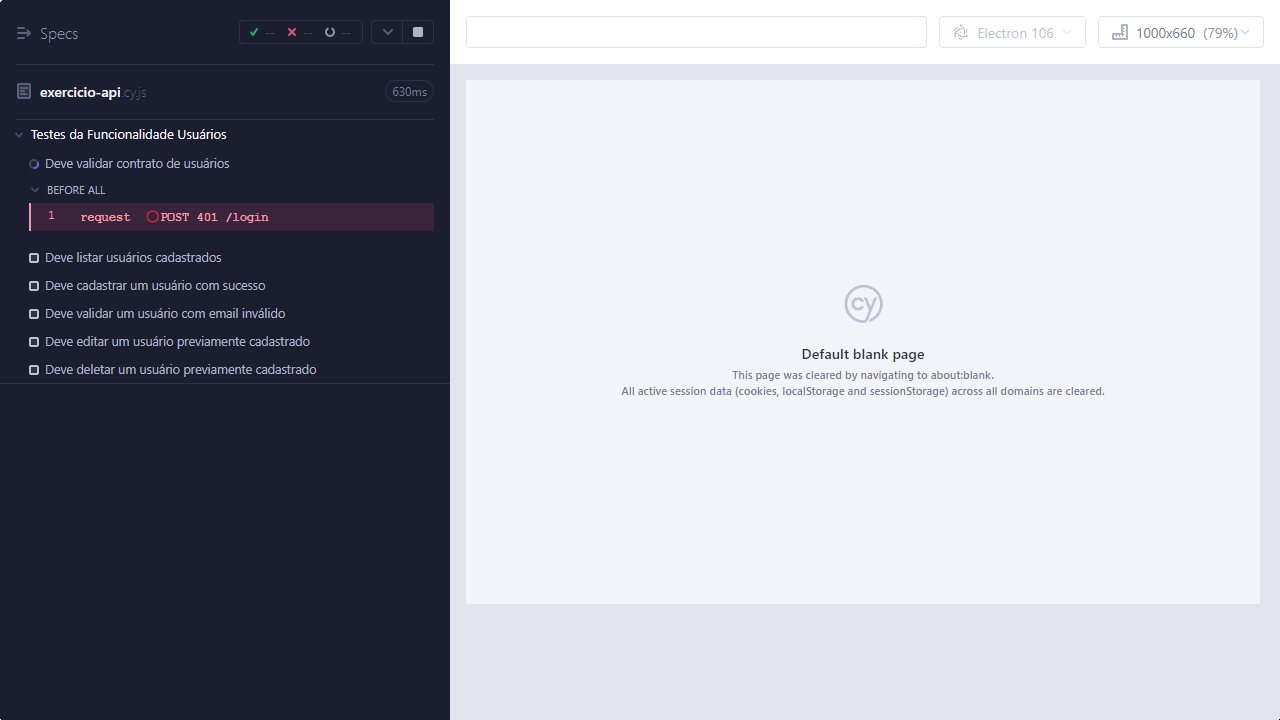 Specs
--
--
--
Electron 106
1000x660 (79%)
exercicio-api.cy.js
630ms
Testes da Funcionalidade Usuários
Deve validar contrato de usuários
BEFORE ALL
1 request POST 401 /login
Deve listar usuários cadastrados
Deve cadastrar um usuário com sucesso
Deve validar um usuário com email inválido
Deve editar um usuário previamente cadastrado
Deve deletar um usuário previamente cadastrado
cy
Default blank page
This page was cleared by navigating to about:blank.
All active session data (cookies, localStorage and sessionStorage) across all domains are cleared.